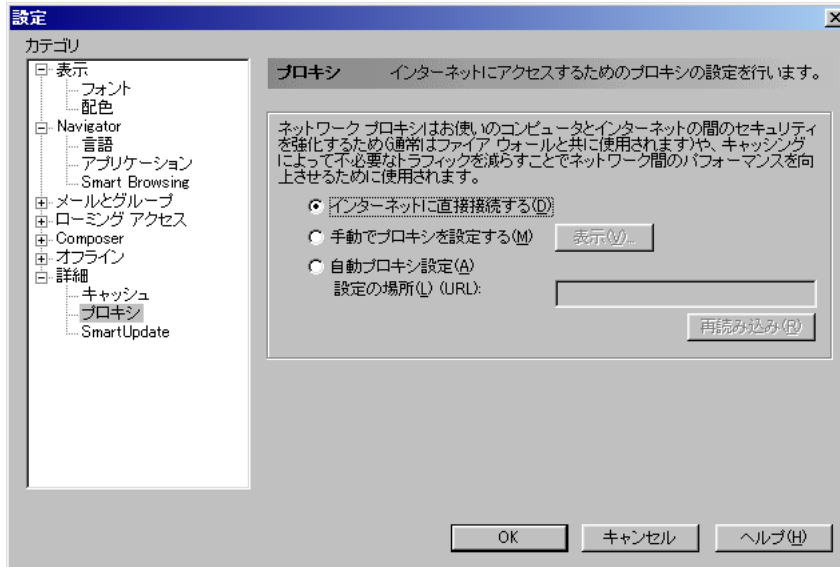 設定
カテゴリ
表示
フォント
配色
Navigator
言語
アプリケーション
Smart Browsing
メールとグループ
ローミング アクセス
Composer
オフライン
詳細
キャッシュ
プロキシ
SmartUpdate
プロキシ インターネットにアクセスするためのプロキシの設定を行います。
ネットワーク プロキシはお使いのコンピュータとインターネットの間のセキュリティ
を強化するため(通常はファイア ウォールと共に使用されます)や、キャッシング
によって不必要なトラフィックを減らすことでネットワーク間のパフォーマンスを向
上させるために使用されます。
インターネットに直接接続する(D)
手動でプロキシを設定する(M) 表示(V)...
自動プロキシ設定(A)
設定の場所(L) (URL):
再読み込み(R)
OK キャンセル ヘルプ(H)